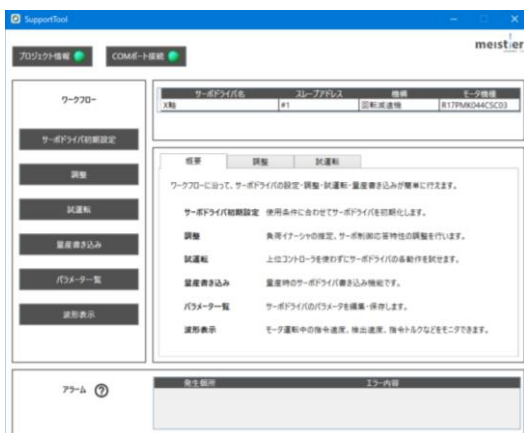 SupportTool
meister
プロジェクト情報
COMポート接続
ワークフロー
サーボドライバ初期設定
調整
試運転
量産書き込み
パラメーター覧
波形表示
サーボドライバ名 スレーブアドレス 機構 モータ機種
X軸 #1 回転減速機 R17PMK044CSC03
概要 調整 試運転
ワークフローに沿って、サーボドライバの設定・調整・試運転・量産書き込みが簡単に行えます。
サーボドライバ初期設定 使用条件に合わせてサーボドライバを初期化します。
調整 負荷イナーシャの推定、サーボ制御応答特性の調整を行います。
試運転 上位コントローラを使わずにサーボドライバの各動作を試せます。
量産書き込み 量産時のサーボドライバ書き込み機能です。
パラメーター覧 サーボドライバのパラメータを編集・保存します。
波形表示 モータ運転中の指令速度、検出速度、指令トルクなどをモニタできます。
アラーム ?
発生個所 エラー内容